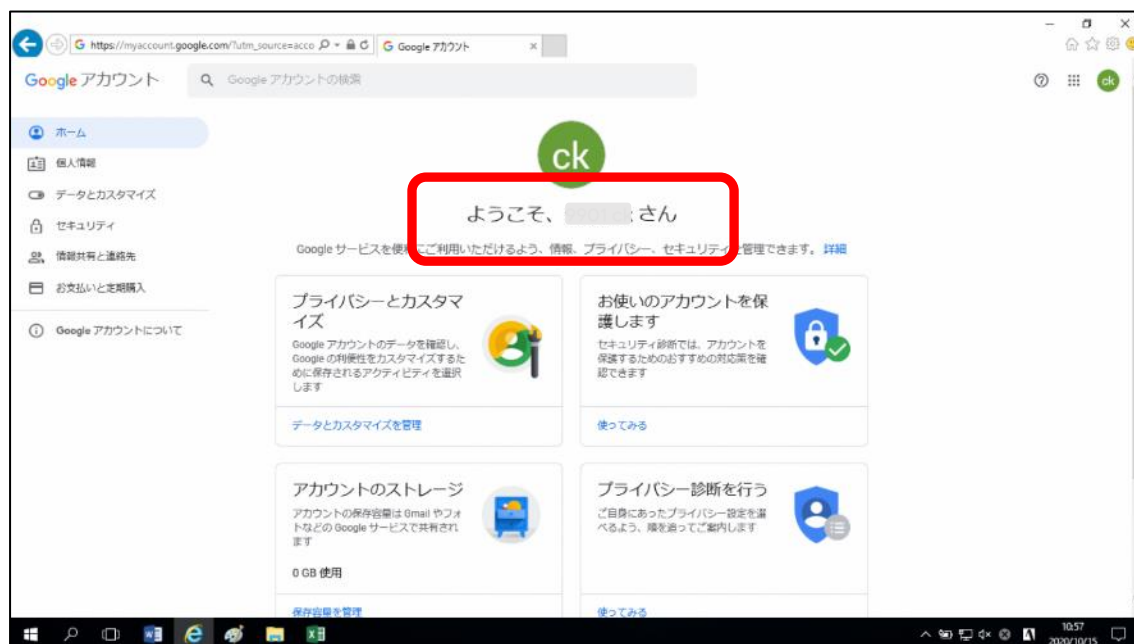 https://myaccount.google.com/?utm_source=acco
Google アカウント
Google アカウント
Google アカウントの検索
ck
ホーム
個人情報
データとカスタマイズ
セキュリティ
情報共有と連絡先
お支払いと定期購入
Google アカウントについて
ck
ようこそ、 さん
Google サービスを便利にご利用いただけるよう、情報、プライバシー、セキュリティを管理できます。 詳細
プライバシーとカスタマ
イズ
Google アカウントのデータを確認し、
Google の利便性をカスタマイズするた
めに保存されるアクティビティを選択
します
データとカスタマイズを管理
お使いのアカウントを保
護します
セキュリティ診断では、アカウントを
保護するためのおすすめの対応策を確
認できます
使ってみる
アカウントのストレージ
アカウントの保存容量は Gmail やフォ
トなどの Google サービスで共有され
ます
0 GB 使用
保存容量を管理
プライバシー診断を行う
ご自身にあったプライバシー設定を選
べるよう、順を追ってご案内します
使ってみる
10:57
2020/10/15